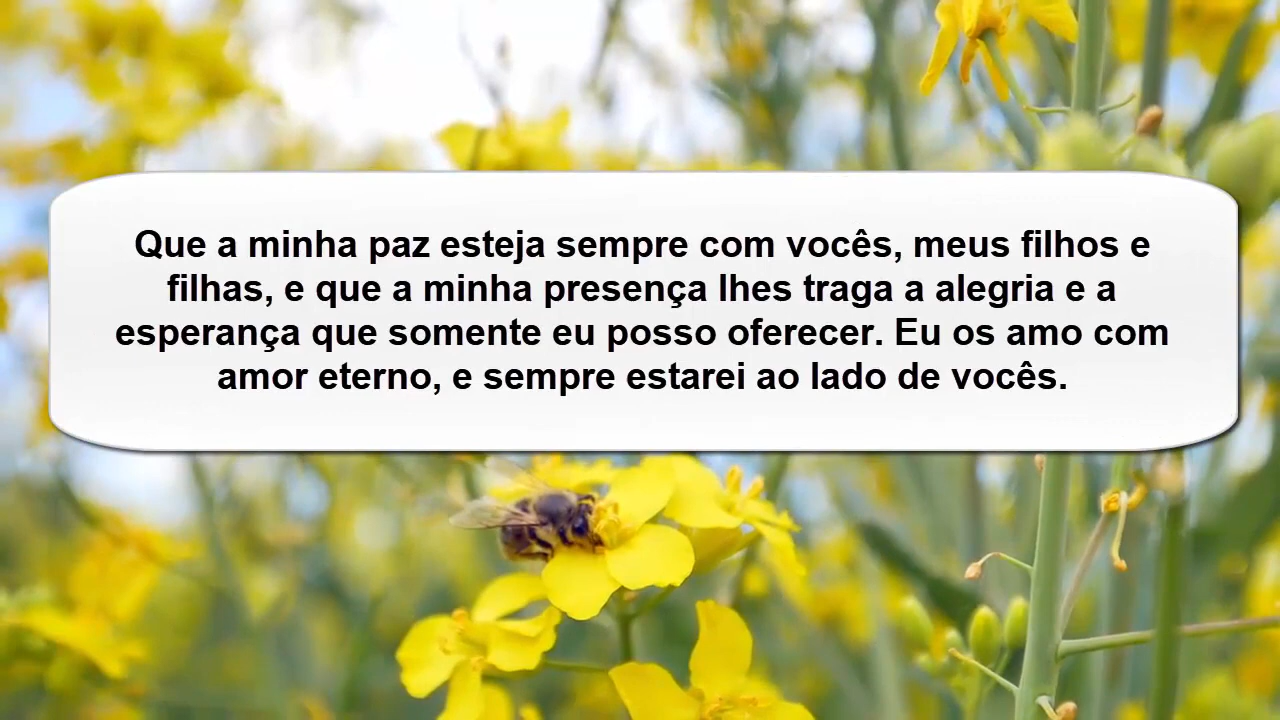 Que a minha paz esteja sempre com vocês, meus filhos e
filhas, e que a minha presença lhes traga a alegria e a
esperança que somente eu posso oferecer. Eu os amo com
amor eterno, e sempre estarei ao lado de vocês.